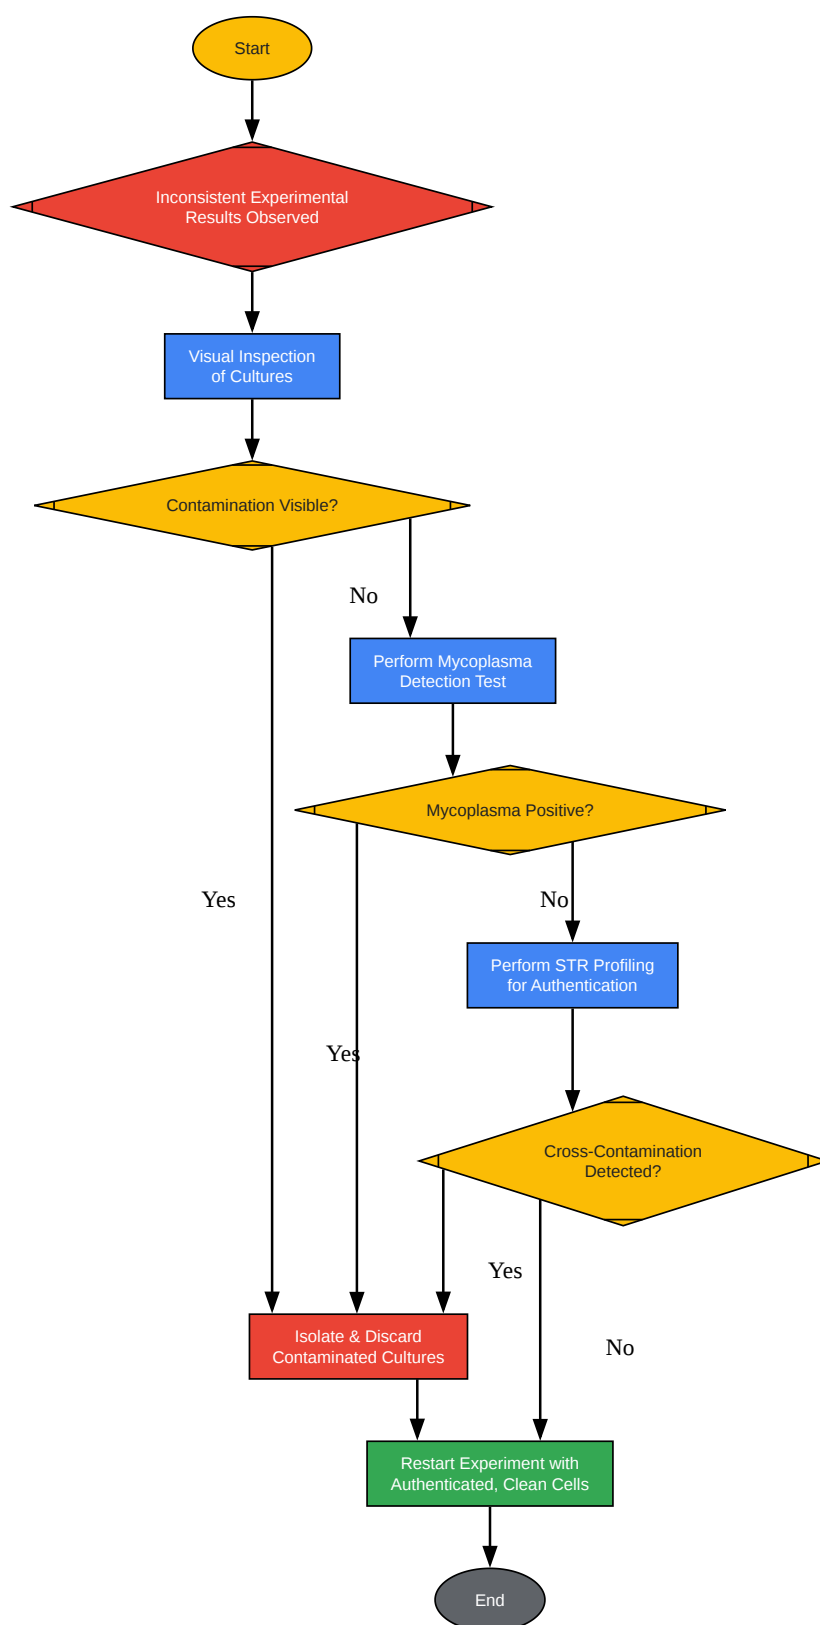 Start
Inconsistent Experimental
Results Observed
Visual Inspection
of Cultures
Contamination Visible?
No
Perform Mycoplasma
Detection Test
Mycoplasma Positive?
Yes
No
Perform STR Profiling
for Authentication
Yes
Cross-Contamination
Detected?
Yes
Isolate & Discard
Contaminated Cultures
No
Restart Experiment with
Authenticated, Clean Cells
End